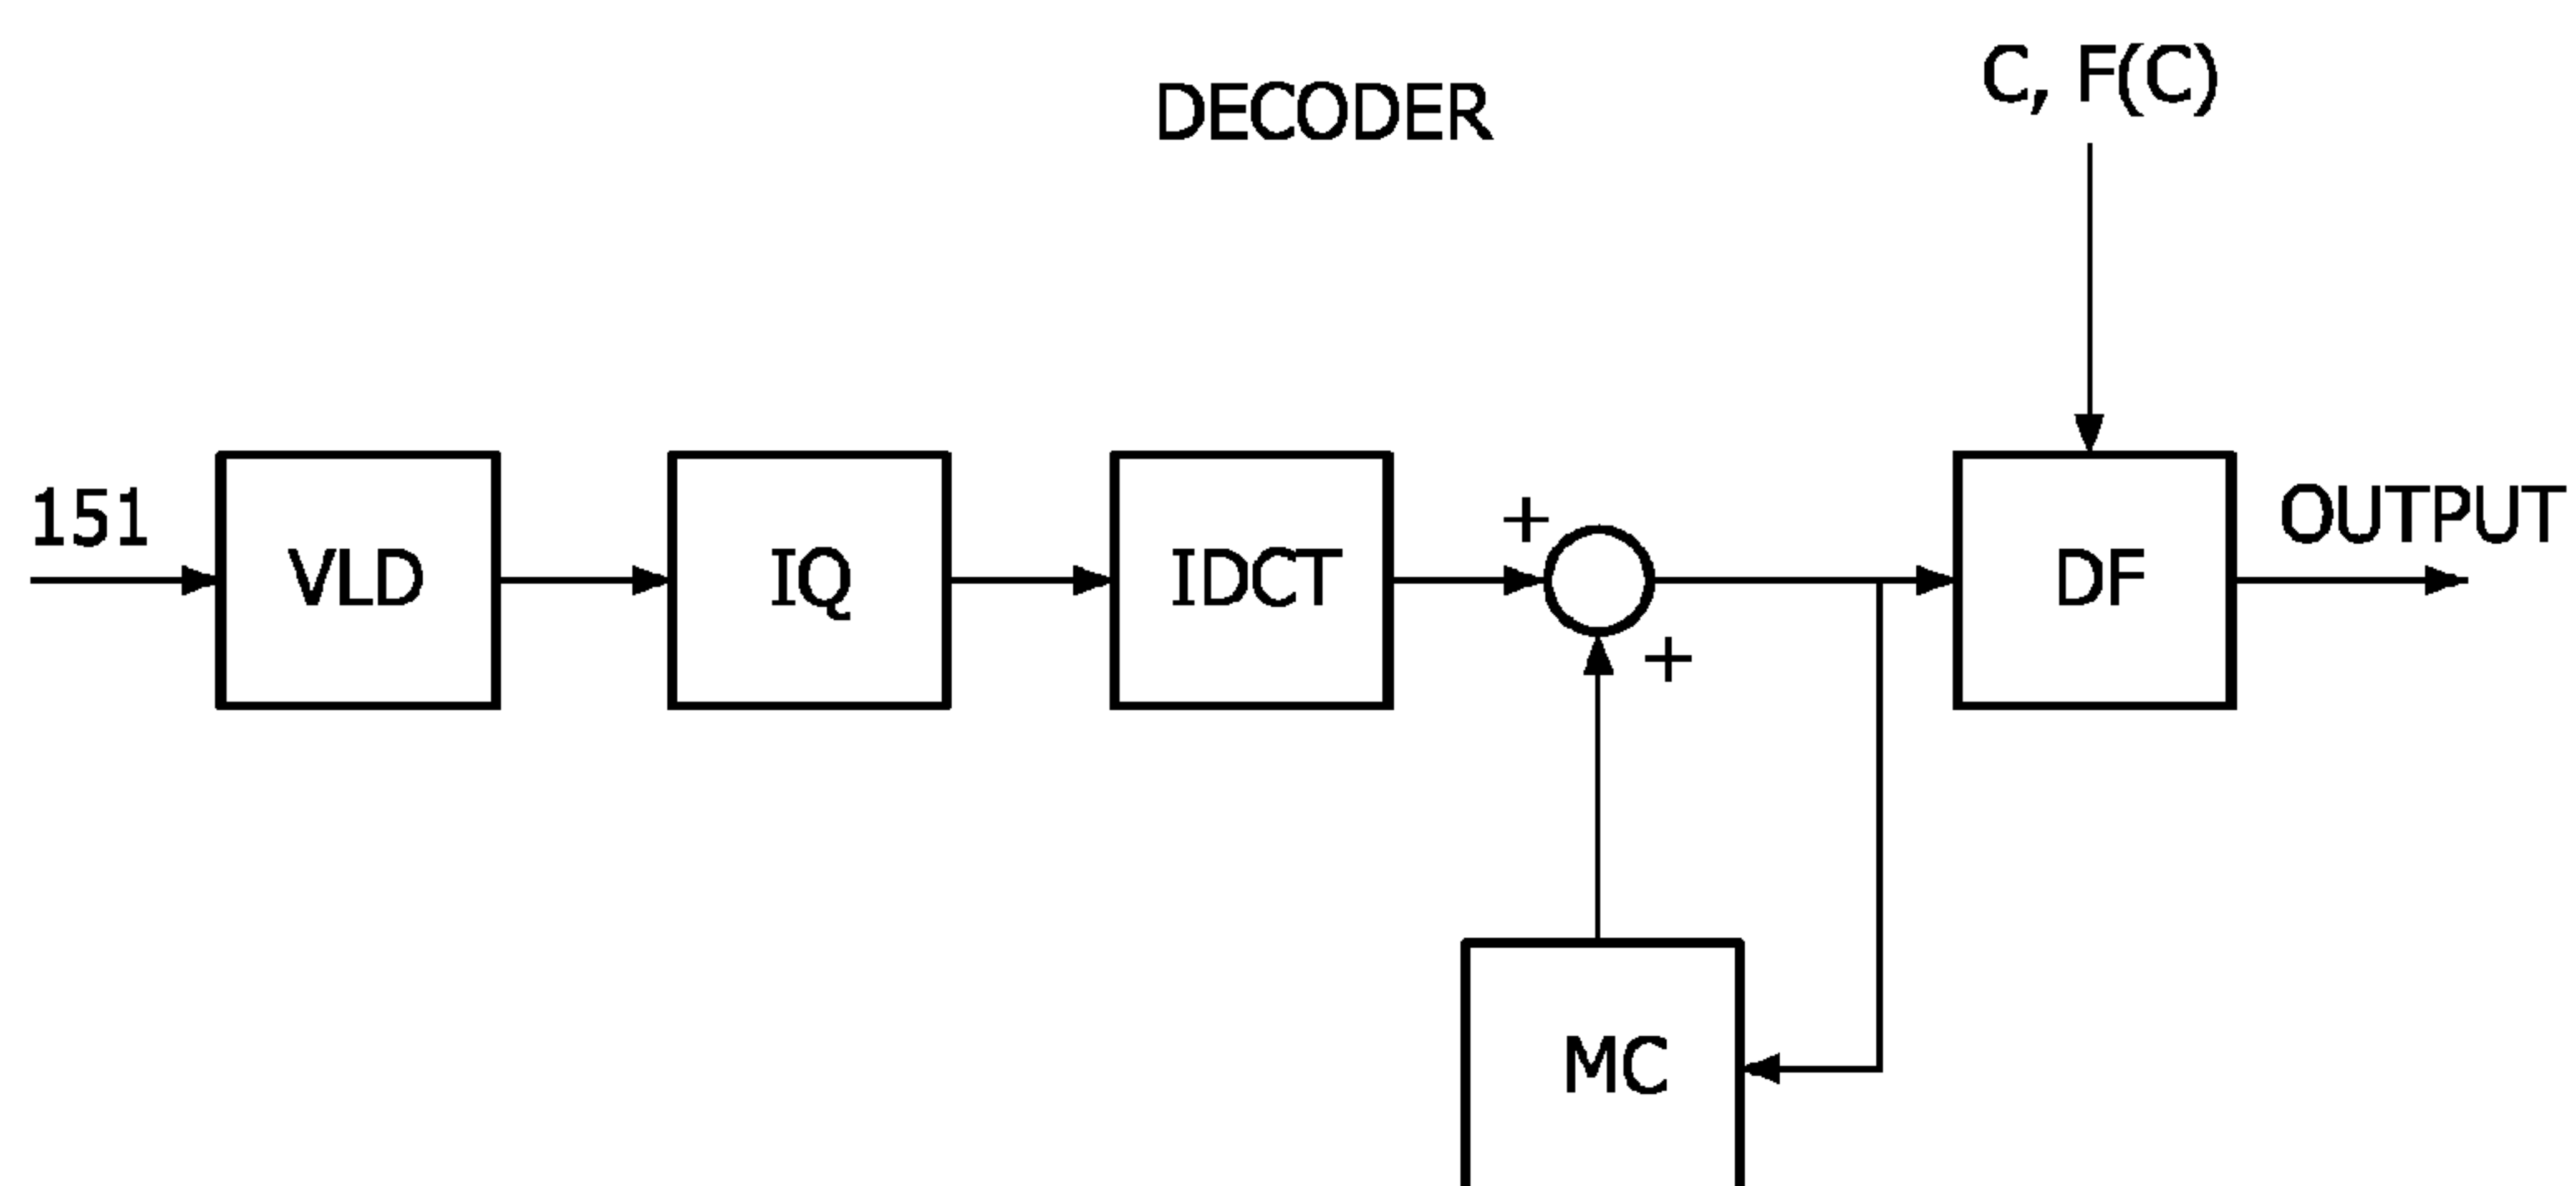 DECODER
C, F(C)
151
VLD
IQ
IDCT
+
+
DF
OUTPUT
MC